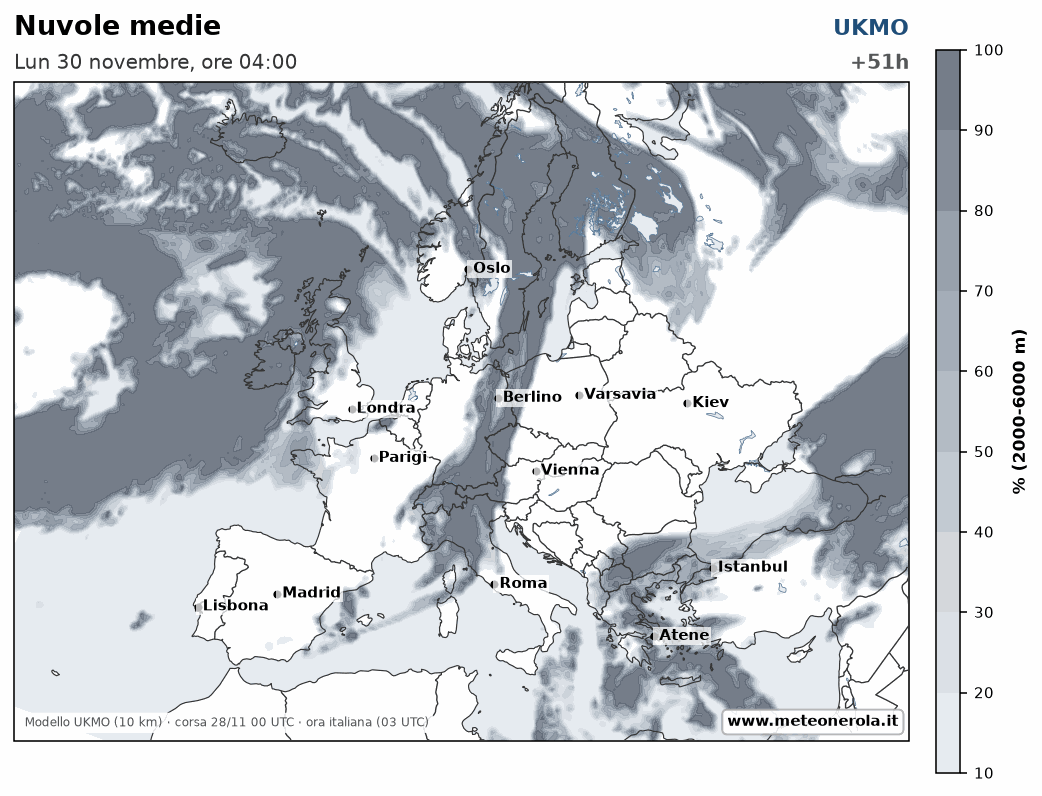 Nuvole medie
UKMO
Lun 30 novembre, ore 04:00
+51h
Oslo
Berlino
Varsavia
Kiev
Londra
Parigi
Vienna
Istanbul
Roma
Madrid
Lisbona
Atene
Modello UKMO (10 km) · corsa 28/11 00 UTC · ora italiana (03 UTC)
www.meteonerola.it
100
90
80
70
60
50
40
30
20
10
% (2000-6000 m)